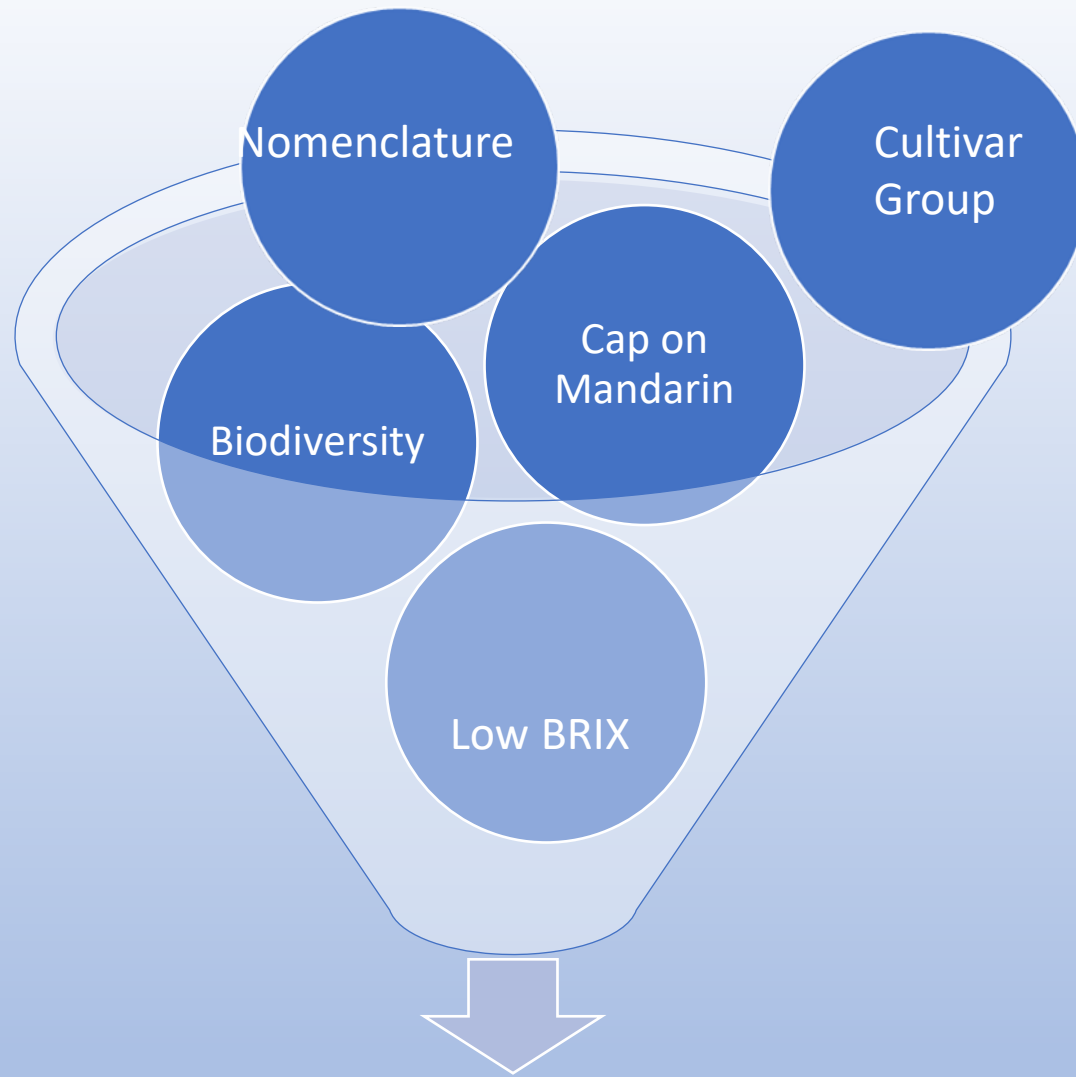 Nomenclature
Cultivar
Group
Cap on
Mandarin
Biodiversity
Low BRIX